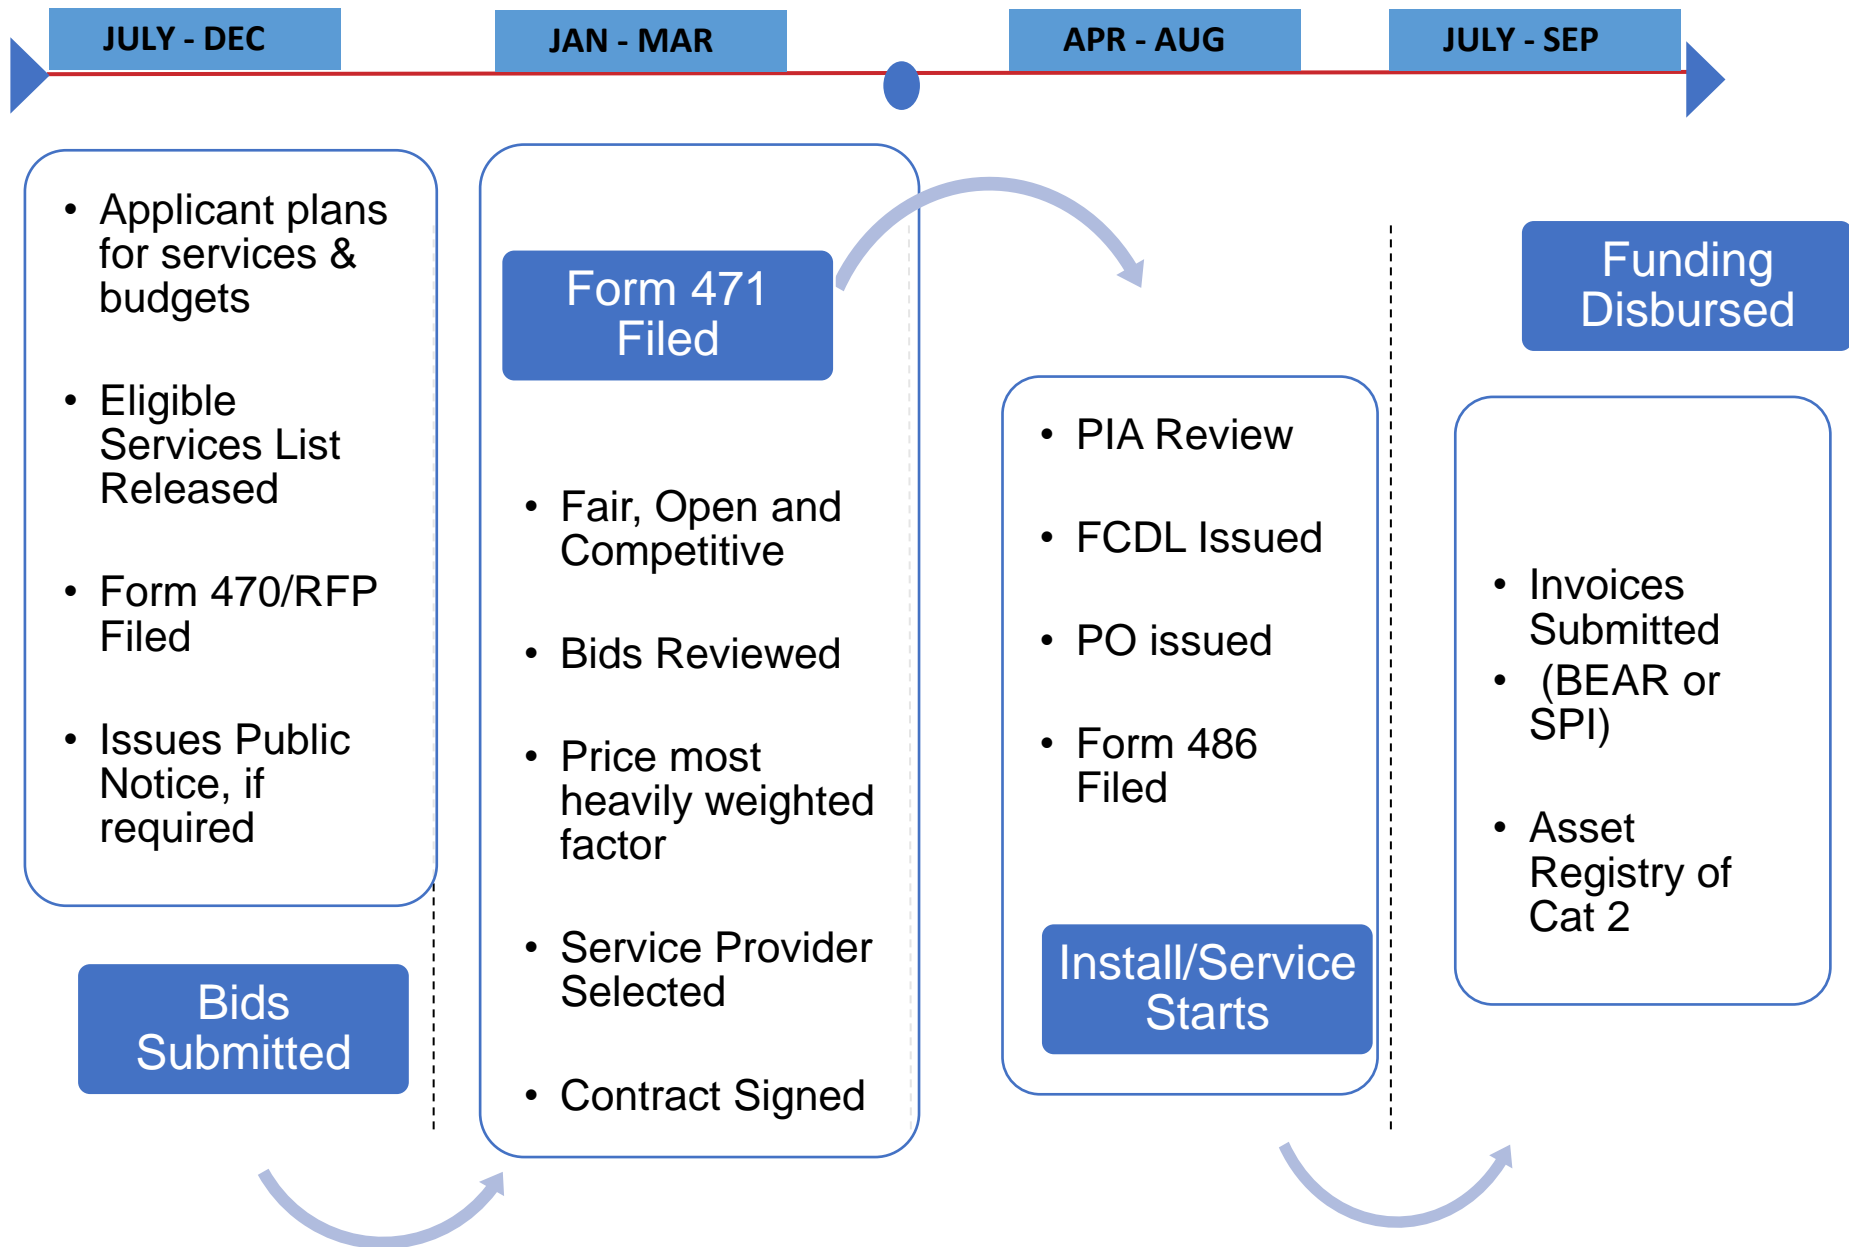 JULY - DEC
JAN - MAR
APR - AUG
JULY - SEP
• Applicant plans
for services &
budgets
• Eligible
Services List
Released
• Form 470/RFP
Filed
• Issues Public
Notice, if
required
Bids
Submitted
Form 471
Filed
• Fair, Open and
Competitive
• Bids Reviewed
• Price most
heavily weighted
factor
• Service Provider
Selected
• Contract Signed
• PIA Review
• FCDL Issued
• PO issued
• Form 486
Filed
Install/Service
Starts
Funding
Disbursed
• Invoices
Submitted
• (BEAR or
SPI)
• Asset
Registry of
Cat 2